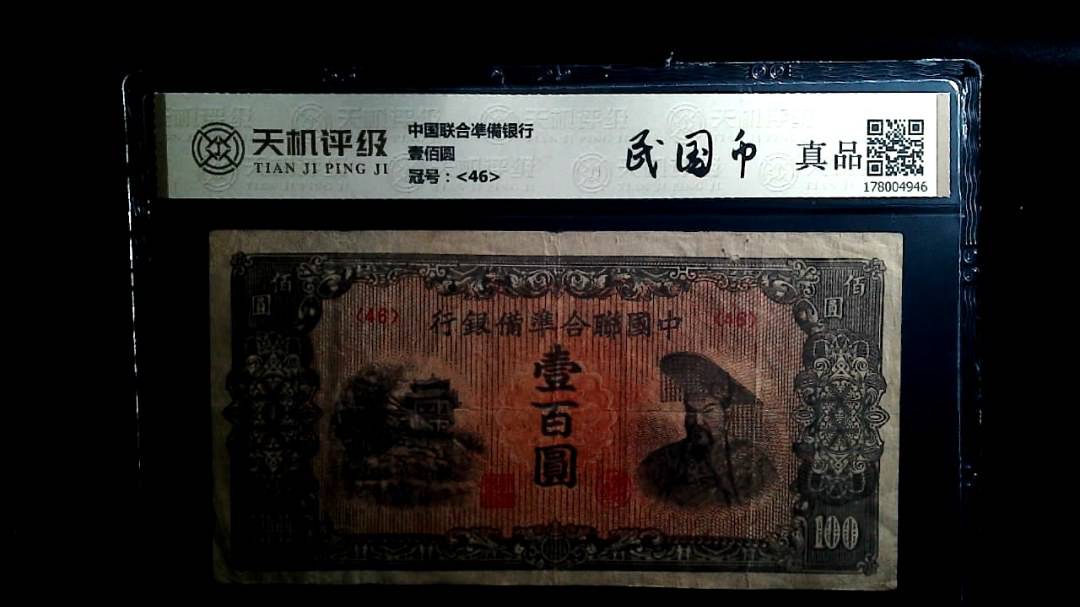 天机评级
TIAN JI PING JI
中国联合準備银行
壹佰圆
冠号：<46>
民国币
真品
178004946
佰圓
佰圓
(46)
(46)
行銀備準合聯國中
壹百圓
100